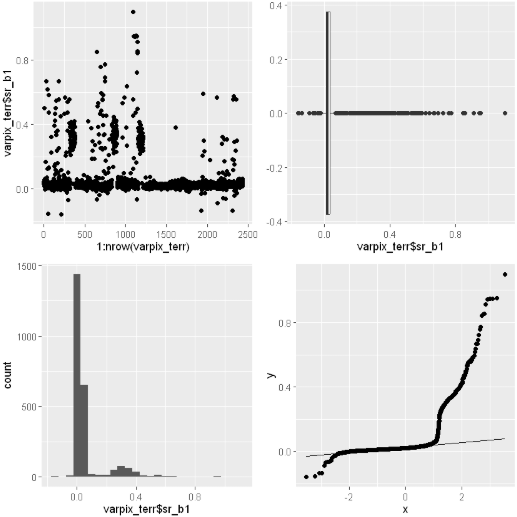 varpix_terr$sr_b1
0.8
0.4
0.0
0 500 1000 1500 2000 2500
1:nrow(varpix_terr)
0.4
0.2
0.0
-0.2
-0.4
0.0 0.4 0.8
varpix_terr$sr_b1
count
1500
1000
500
0
0.0 0.4 0.8
varpix_terr$sr_b1
y
0.8
0.4
0.0
-2 0 2
x